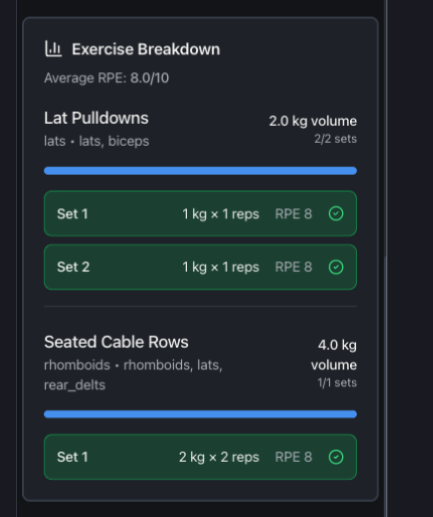 Exercise Breakdown
Average RPE: 8.0/10
Lat Pulldowns
2.0 kg volume
lats • lats, biceps
2/2 sets
Set 1 1 kg × 1 reps RPE 8
Set 2 1 kg × 1 reps RPE 8
Seated Cable Rows
4.0 kg
volume
rhomboids • rhomboids, lats,
rear_delts
1/1 sets
Set 1 2 kg × 2 reps RPE 8